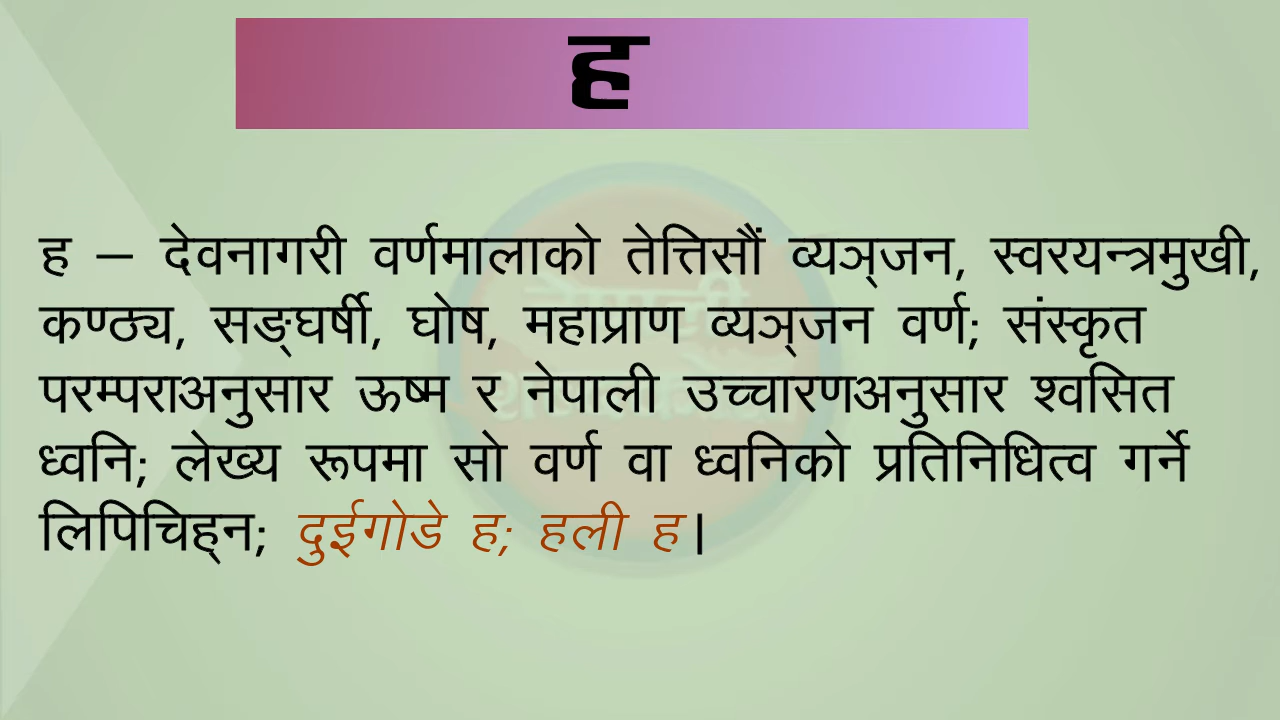 ह
ह – देवनागरी वर्णमालाको तेत्तिसौं व्यञ्जन, स्वरयन्त्रमुखी,
कण्ठ्य, सङ्घर्षी, घोष, महाप्राण व्यञ्जन वर्ण; संस्कृत
परम्पराअनुसार ऊष्म र नेपाली उच्चारणअनुसार श्वसित
ध्वनि; लेख्य रूपमा सो वर्ण वा ध्वनिको प्रतिनिधित्व गर्ने
लिपिचिह्न; दुईगोडे ह; हली ह।